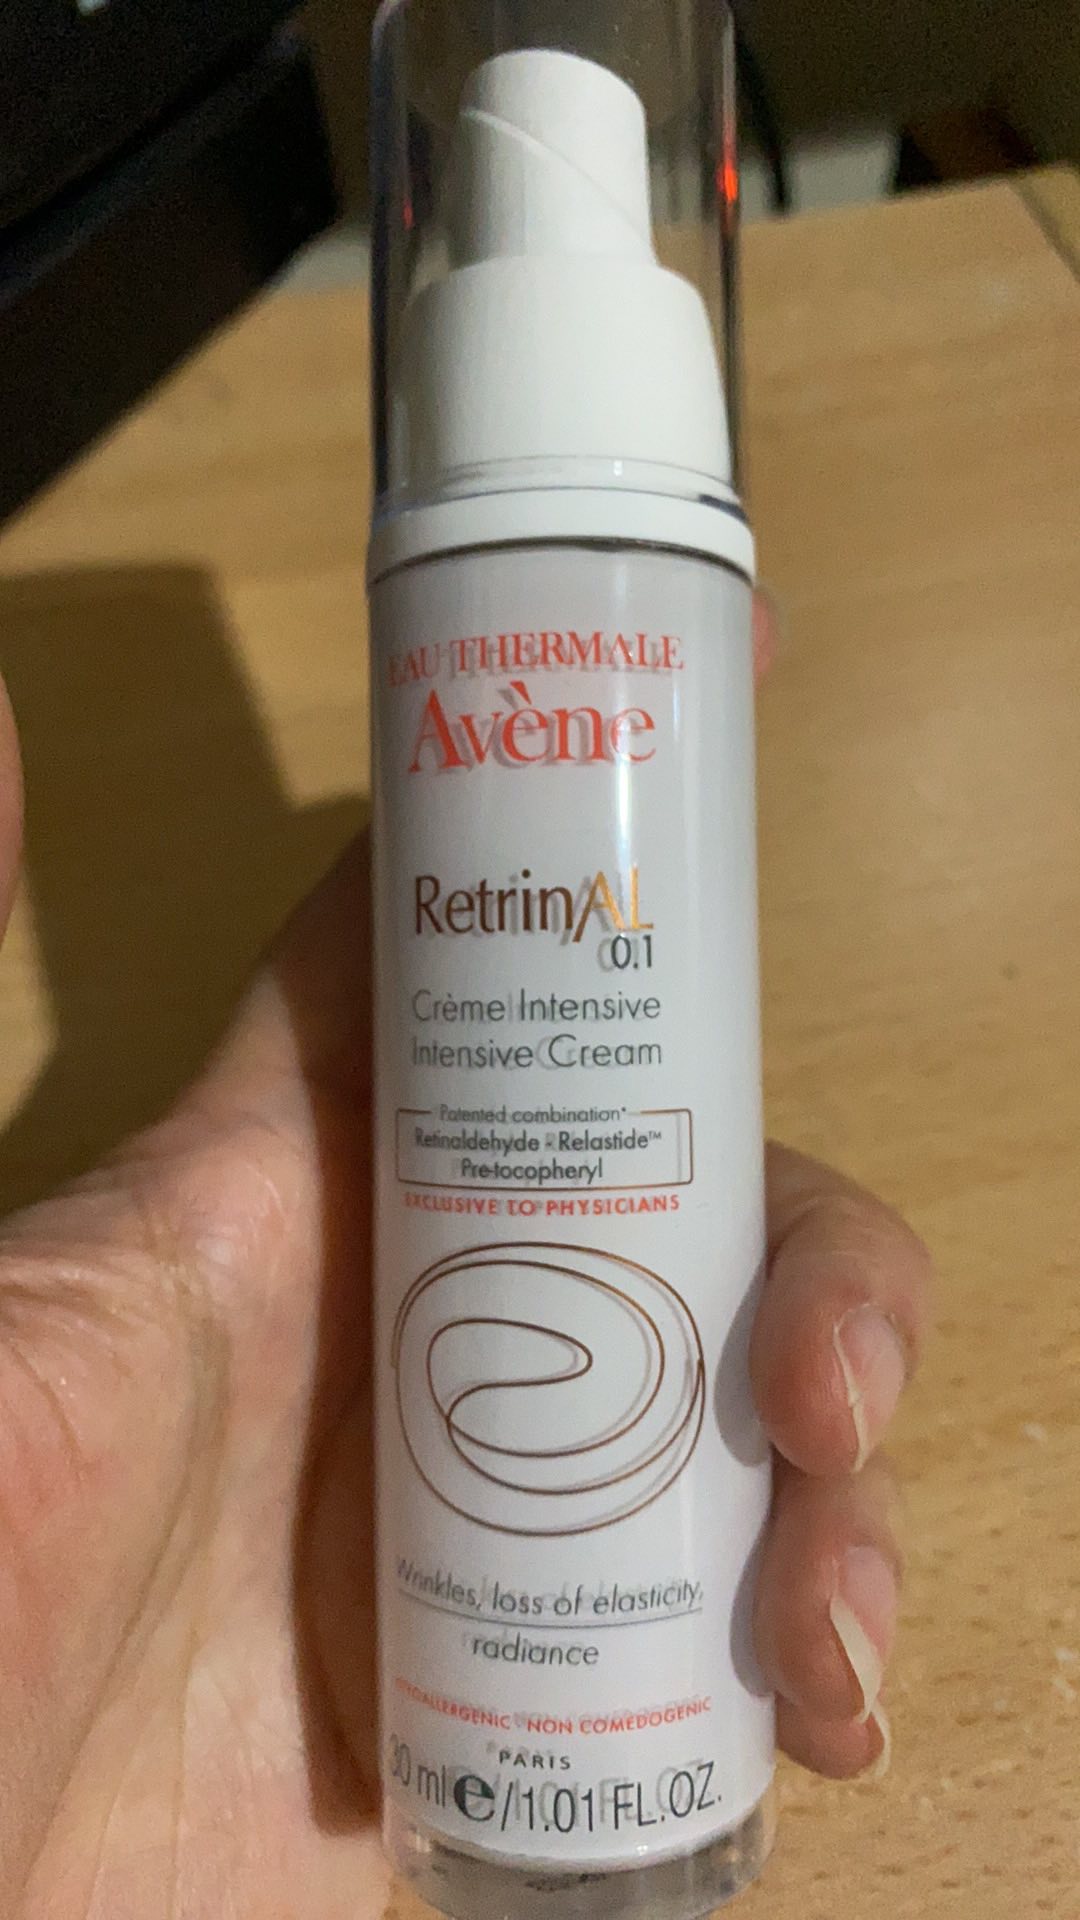 EAU THERMALE
Avène
RetrinAL
0.1
Crème Intensive
Intensive Cream
Patented combination*
Retinaldehyde - Relastide™
Pre-tocopheryl
EXCLUSIVE TO PHYSICIANS
Wrinkles, loss of elasticity,
radiance
HYPOALLERGENIC - NON COMEDOGENIC
PARIS
30 ml e/1.01 FL.OZ.